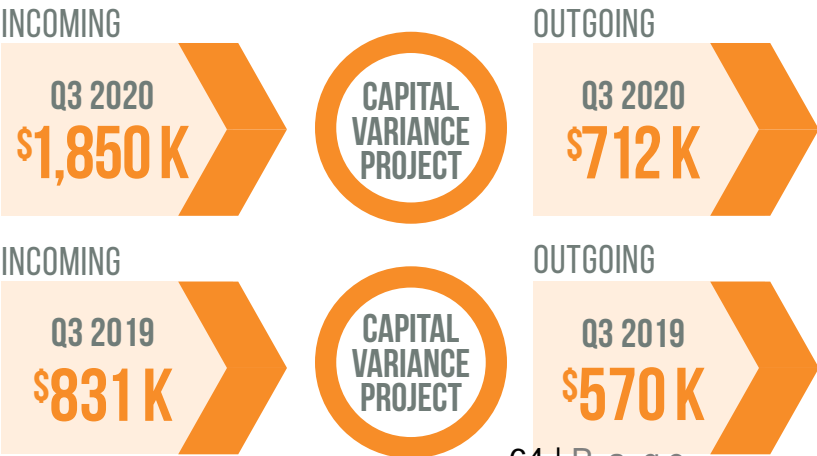 INCOMING
Q3 2020
$1,850 K
CAPITAL
VARIANCE
PROJECT
OUTGOING
Q3 2020
$712 K
INCOMING
Q3 2019
$831 K
CAPITAL
VARIANCE
PROJECT
OUTGOING
Q3 2019
$570 K
64 | P a g e